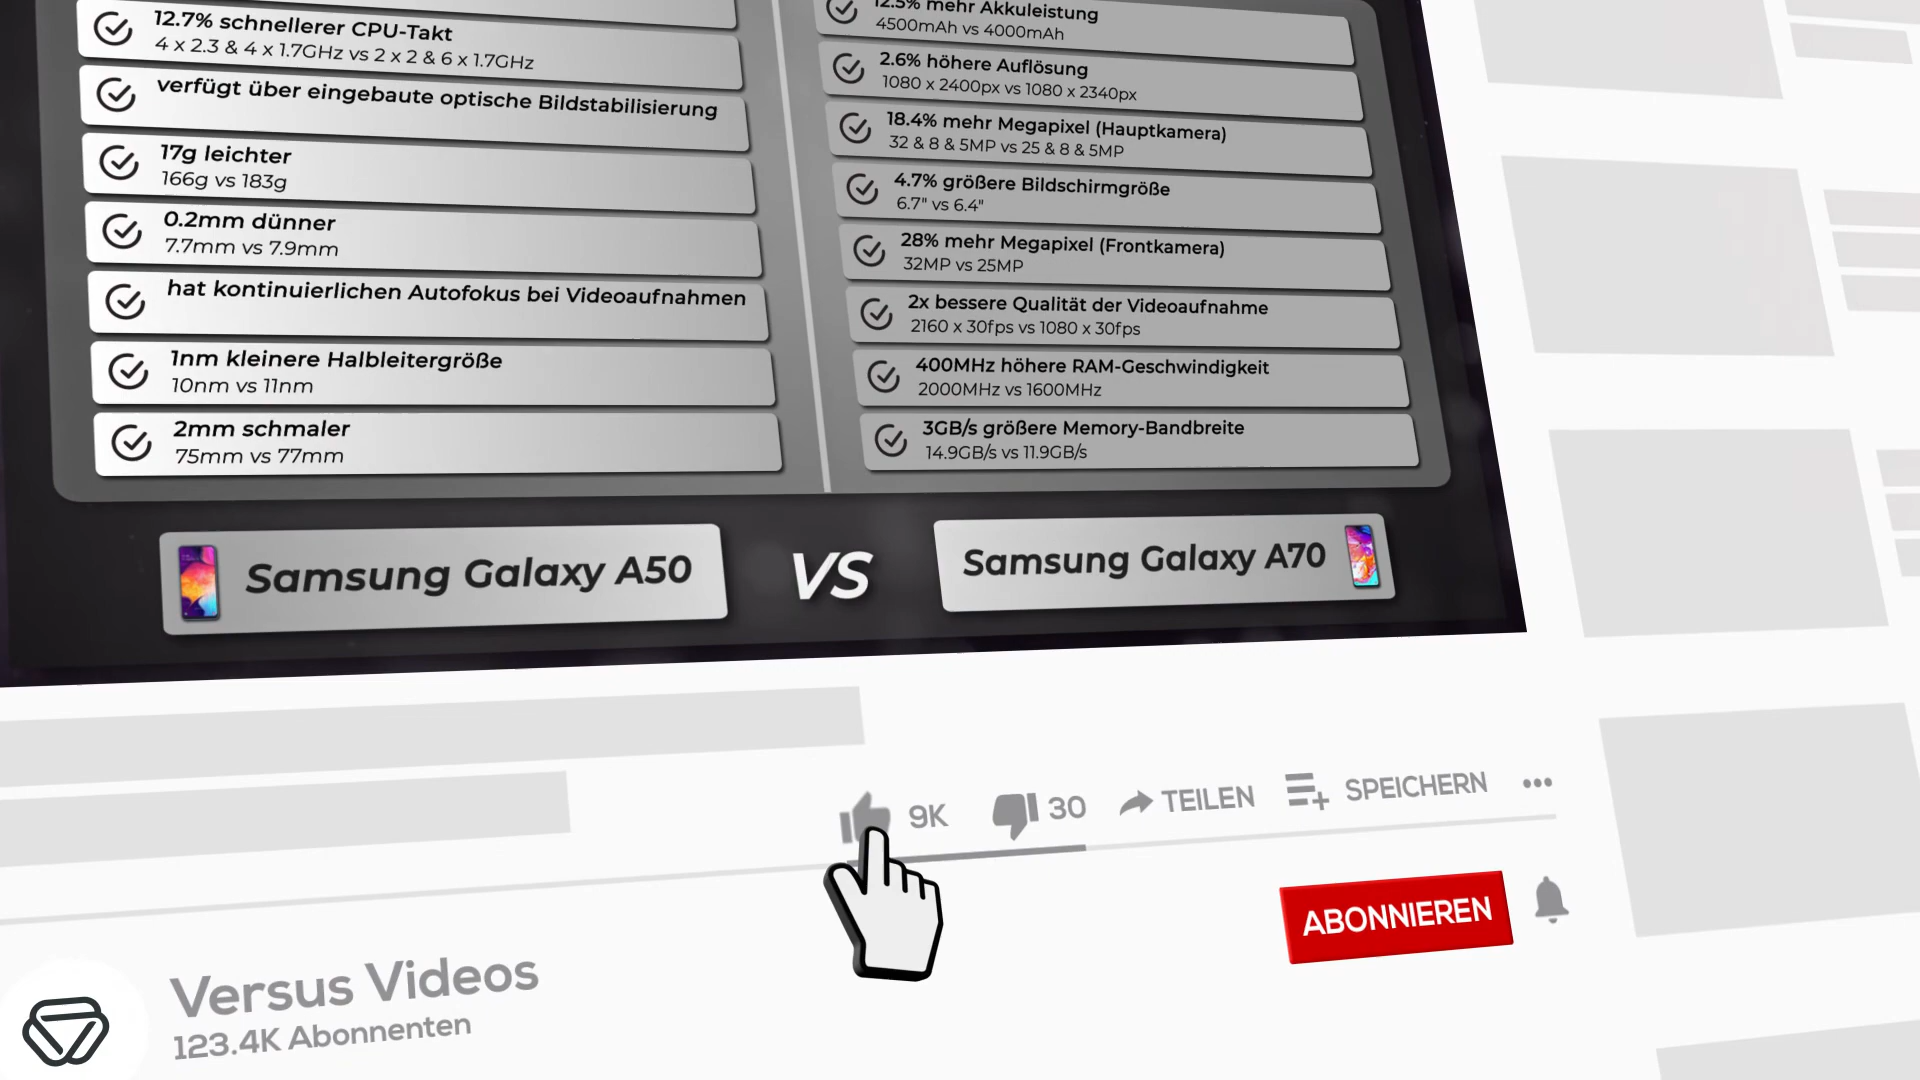 12.7% schnellerer CPU-Takt
4 x 2.3 & 4 x 1.7GHz vs 2 x 2 & 6 x 1.7GHz
verfügt über eingebaute optische Bildstabilisierung
17g leichter
166g vs 183g
0.2mm dünner
7.7mm vs 7.9mm
hat kontinuierlichen Autofokus bei Videoaufnahmen
1nm kleinere Halbleitergröße
10nm vs 11nm
2mm schmaler
75mm vs 77mm
12.5% mehr Akkuleistung
4500mAh vs 4000mAh
2.6% höhere Auflösung
1080 x 2400px vs 1080 x 2340px
18.4% mehr Megapixel (Hauptkamera)
32 & 8 & 5MP vs 25 & 8 & 5MP
4.7% größere Bildschirmgröße
6.7" vs 6.4"
28% mehr Megapixel (Frontkamera)
32MP vs 25MP
2x bessere Qualität der Videoaufnahme
2160 x 30fps vs 1080 x 30fps
400MHz höhere RAM-Geschwindigkeit
2000MHz vs 1600MHz
3GB/s größere Memory-Bandbreite
14.9GB/s vs 11.9GB/s
Samsung Galaxy A50
VS
Samsung Galaxy A70
9K
30
TEILEN
SPEICHERN
ABONNIEREN
Versus Videos
123.4K Abonnenten